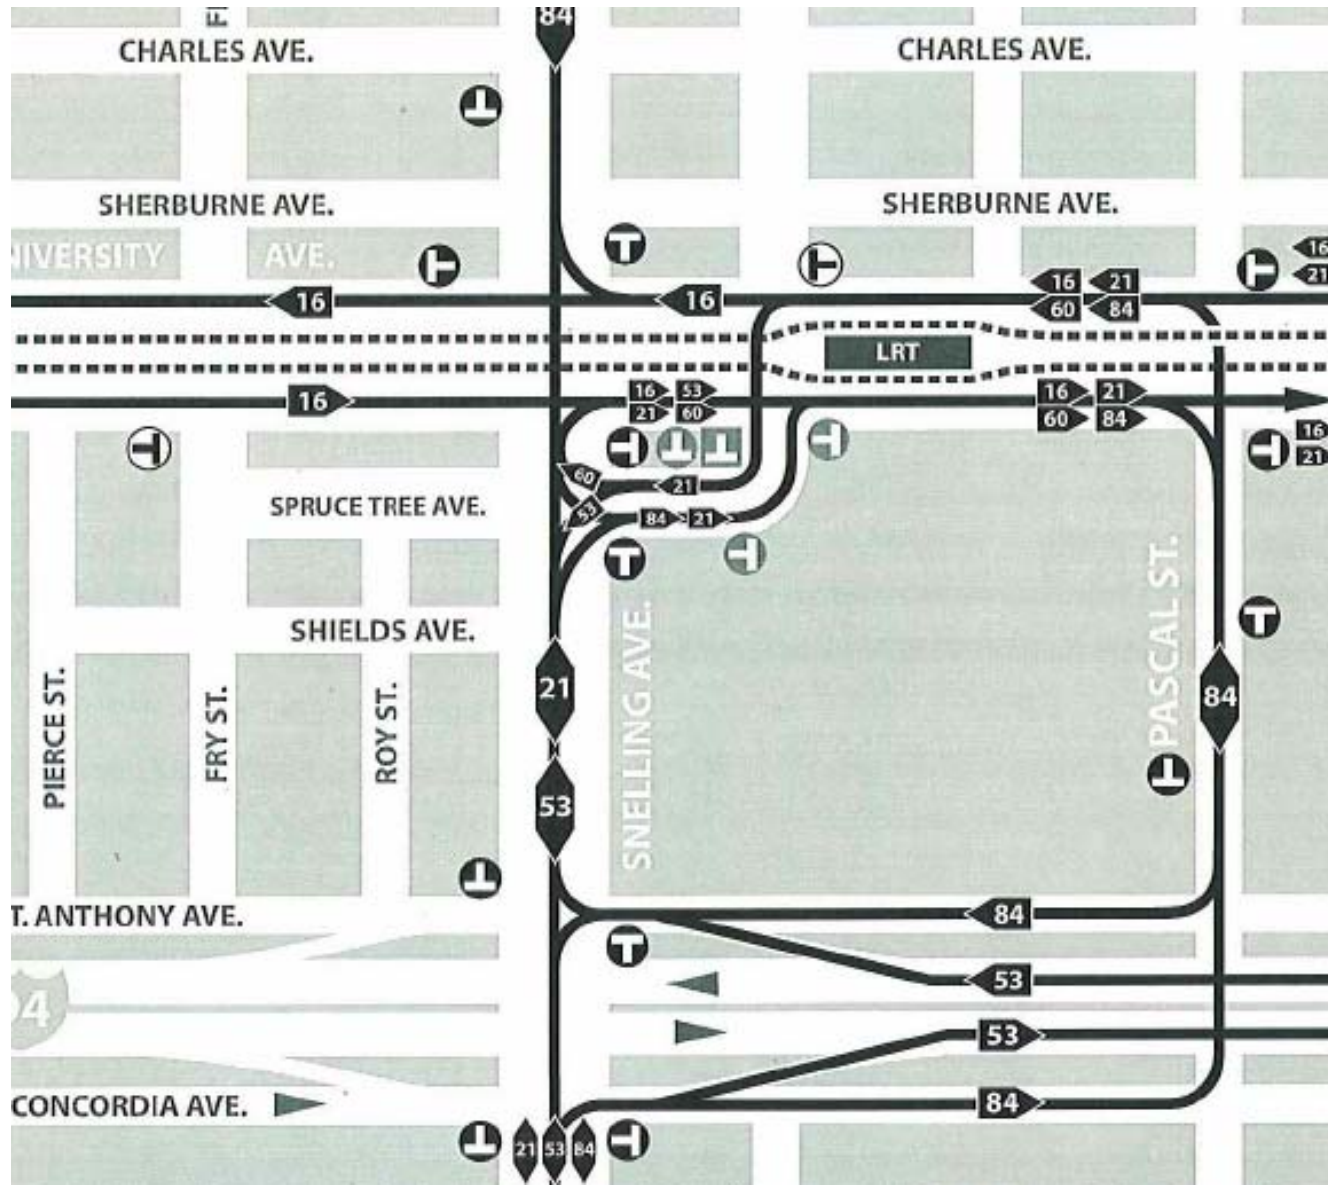 84
CHARLES AVE.
CHARLES AVE.
SHERBURNE AVE.
SHERBURNE AVE.
NIVERSITY AVE.
16
16
16 21
60 84
16
21
LRT
16
16 53
21 60
16 21
60 84
16
21
60
21
53
84 21
SPRUCE TREE AVE.
SHIELDS AVE.
PIERCE ST.
FRY ST.
ROY ST.
21
53
SNELLING AVE.
PASCAL ST.
84
T. ANTHONY AVE.
84
53
94
53
CONCORDIA AVE.
84
21 53 84